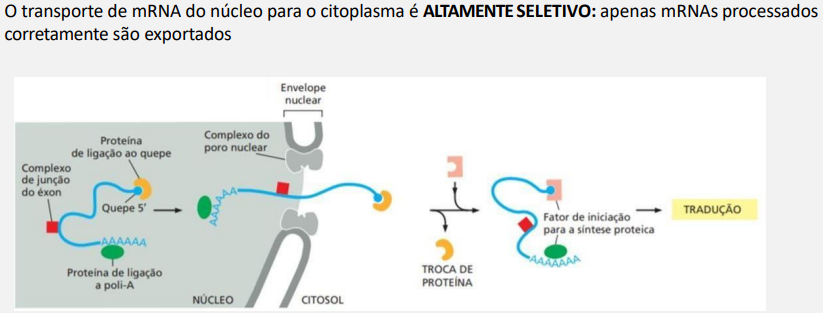 O transporte de mRNA do núcleo para o citoplasma é ALTAMENTE SELETIVO: apenas mRNAs processados
corretamente são exportados
Envelope
nuclear
Proteína
de ligação ao quepe
Complexo do
poro nuclear
Complexo
de junção
do éxon
Quepe 5'
AAAAAA
AAAAAA
Proteína de ligação
a poli-A
NÚCLEO
CITOSOL
TROCA DE
PROTEÍNA
Fator de iniciação
para a síntese proteica
AAAAAAA
TRADUÇÃO